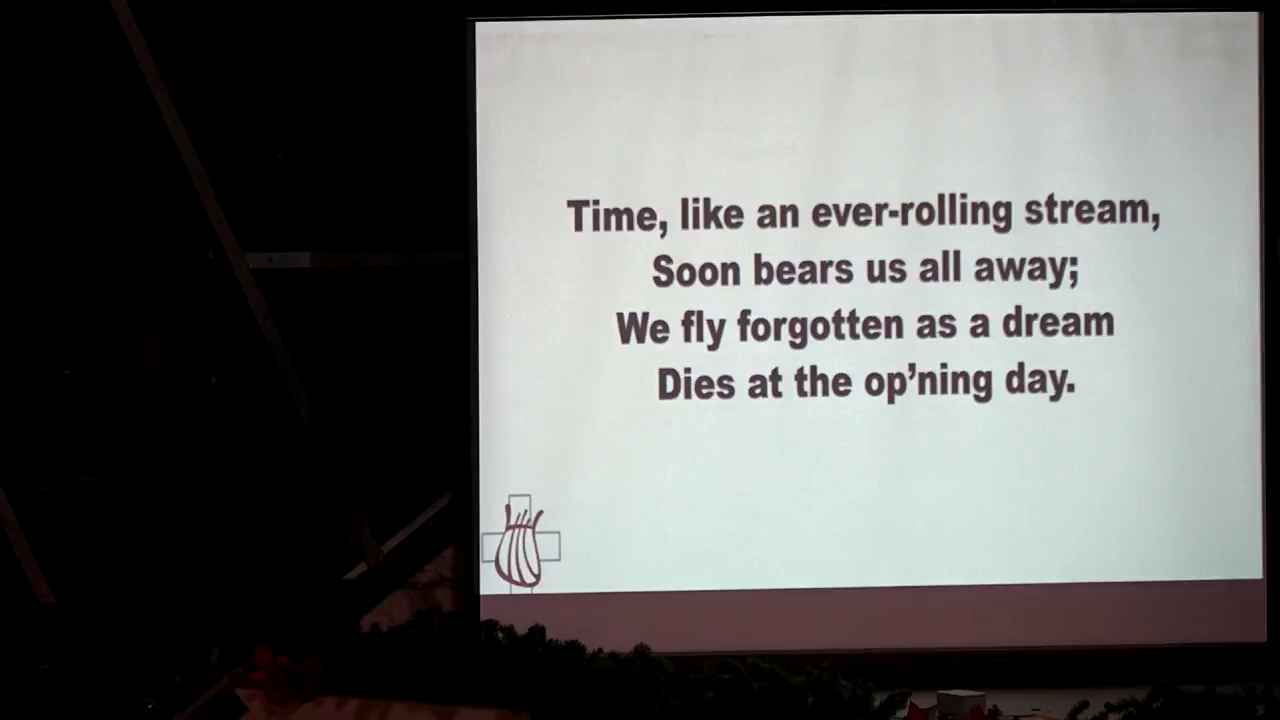 Time, like an ever-rolling stream,
Soon bears us all away;
We fly forgotten as a dream
Dies at the op’ning day.